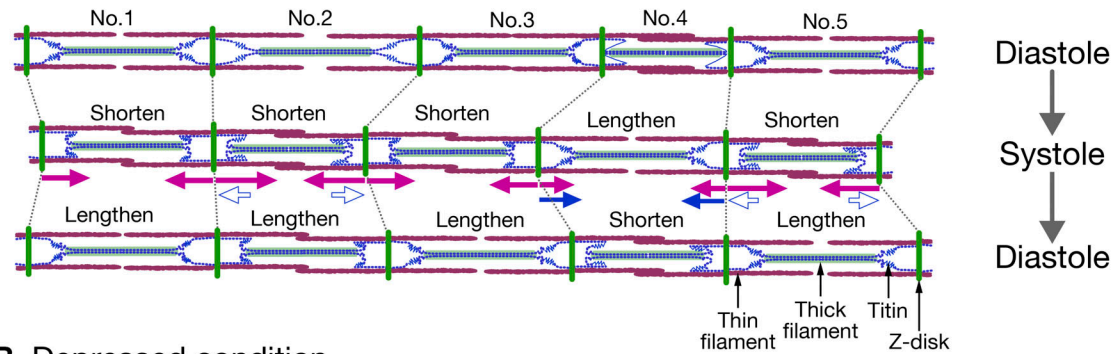 No.1 No.2 No.3 No.4 No.5
Diastole
Shorten Shorten Shorten Lengthen Shorten
Systole
Lengthen Lengthen Lengthen Shorten Lengthen
Diastole
Thin
filament
Thick
filament
Titin
Z-disk
Depressed condition